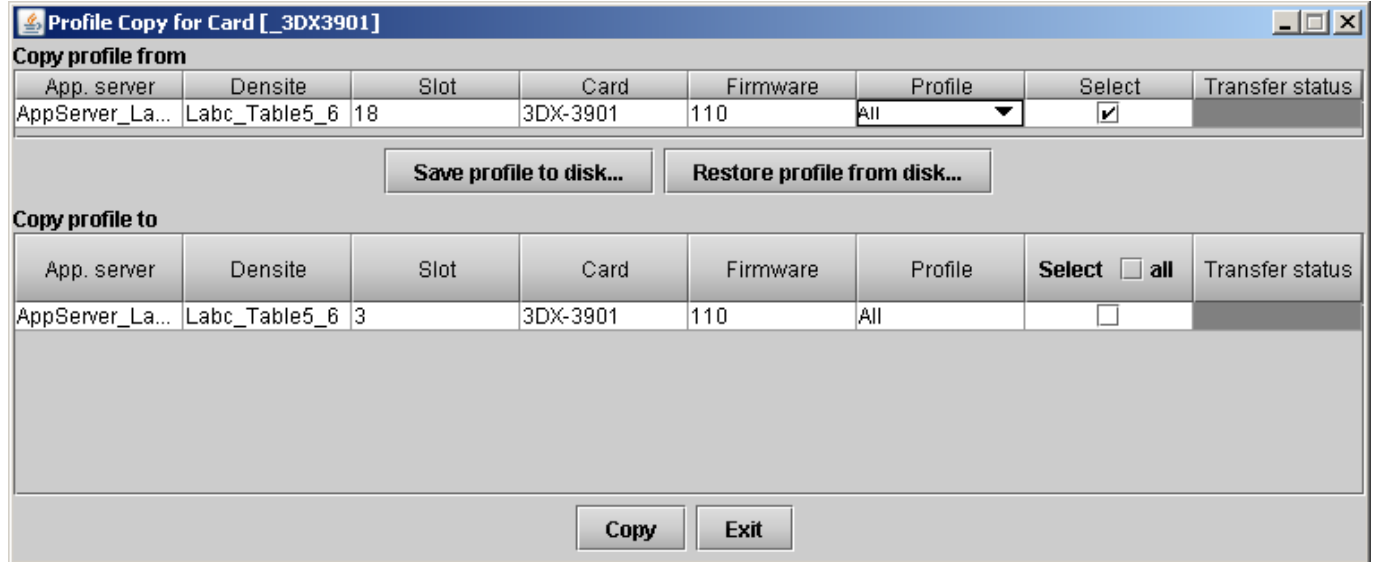 Profile Copy for Card [_3DX3901]
Copy profile from
App. server Densite Slot Card Firmware Profile Select Transfer status
AppServer_La... Labc_Table5_6 18 3DX-3901 110 All
Save profile to disk... Restore profile from disk...
Copy profile to
App. server Densite Slot Card Firmware Profile Select all Transfer status
AppServer_La... Labc_Table5_6 3 3DX-3901 110 All
Copy Exit